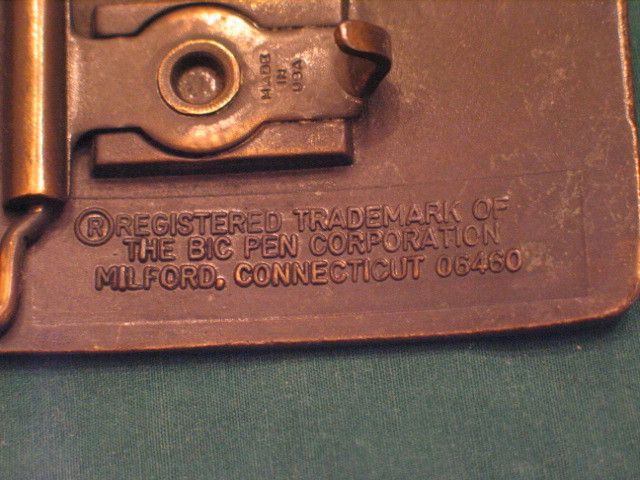 MADE
IN
USA
®REGISTERED TRADEMARK OF
THE BIC PEN CORPORATION
MILFORD, CONNECTICUT 06460